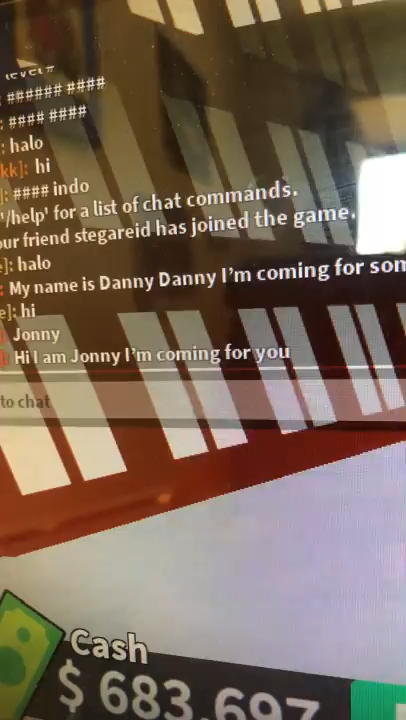 : ###### ####
: #### ####
: halo
kk]: hi
]: #### indo
'/help' for a list of chat commands.
our friend stegareid has joined the game.
e]: halo
: My name is Danny Danny I'm coming for som
e]: hi
: Jonny
: Hi I am Jonny I'm coming for you
to chat
Cash
$ 683,697